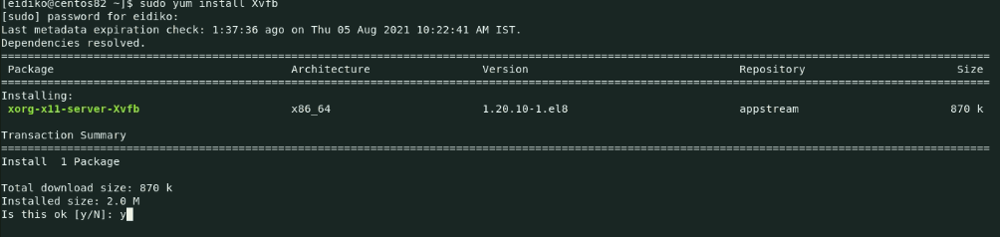 [eidiko@centos82 ~]$ sudo yum install Xvfb
[sudo] password for eidiko:
Last metadata expiration check: 1:37:36 ago on Thu 05 Aug 2021 10:22:41 AM IST.
Dependencies resolved.
Package Architecture Version Repository Size
Installing:
xorg-x11-server-Xvfb x86_64 1.20.10-1.el8 appstream 870 k
Transaction Summary
Install 1 Package
Total download size: 870 k
Installed size: 2.0 M
Is this ok [y/N]: y